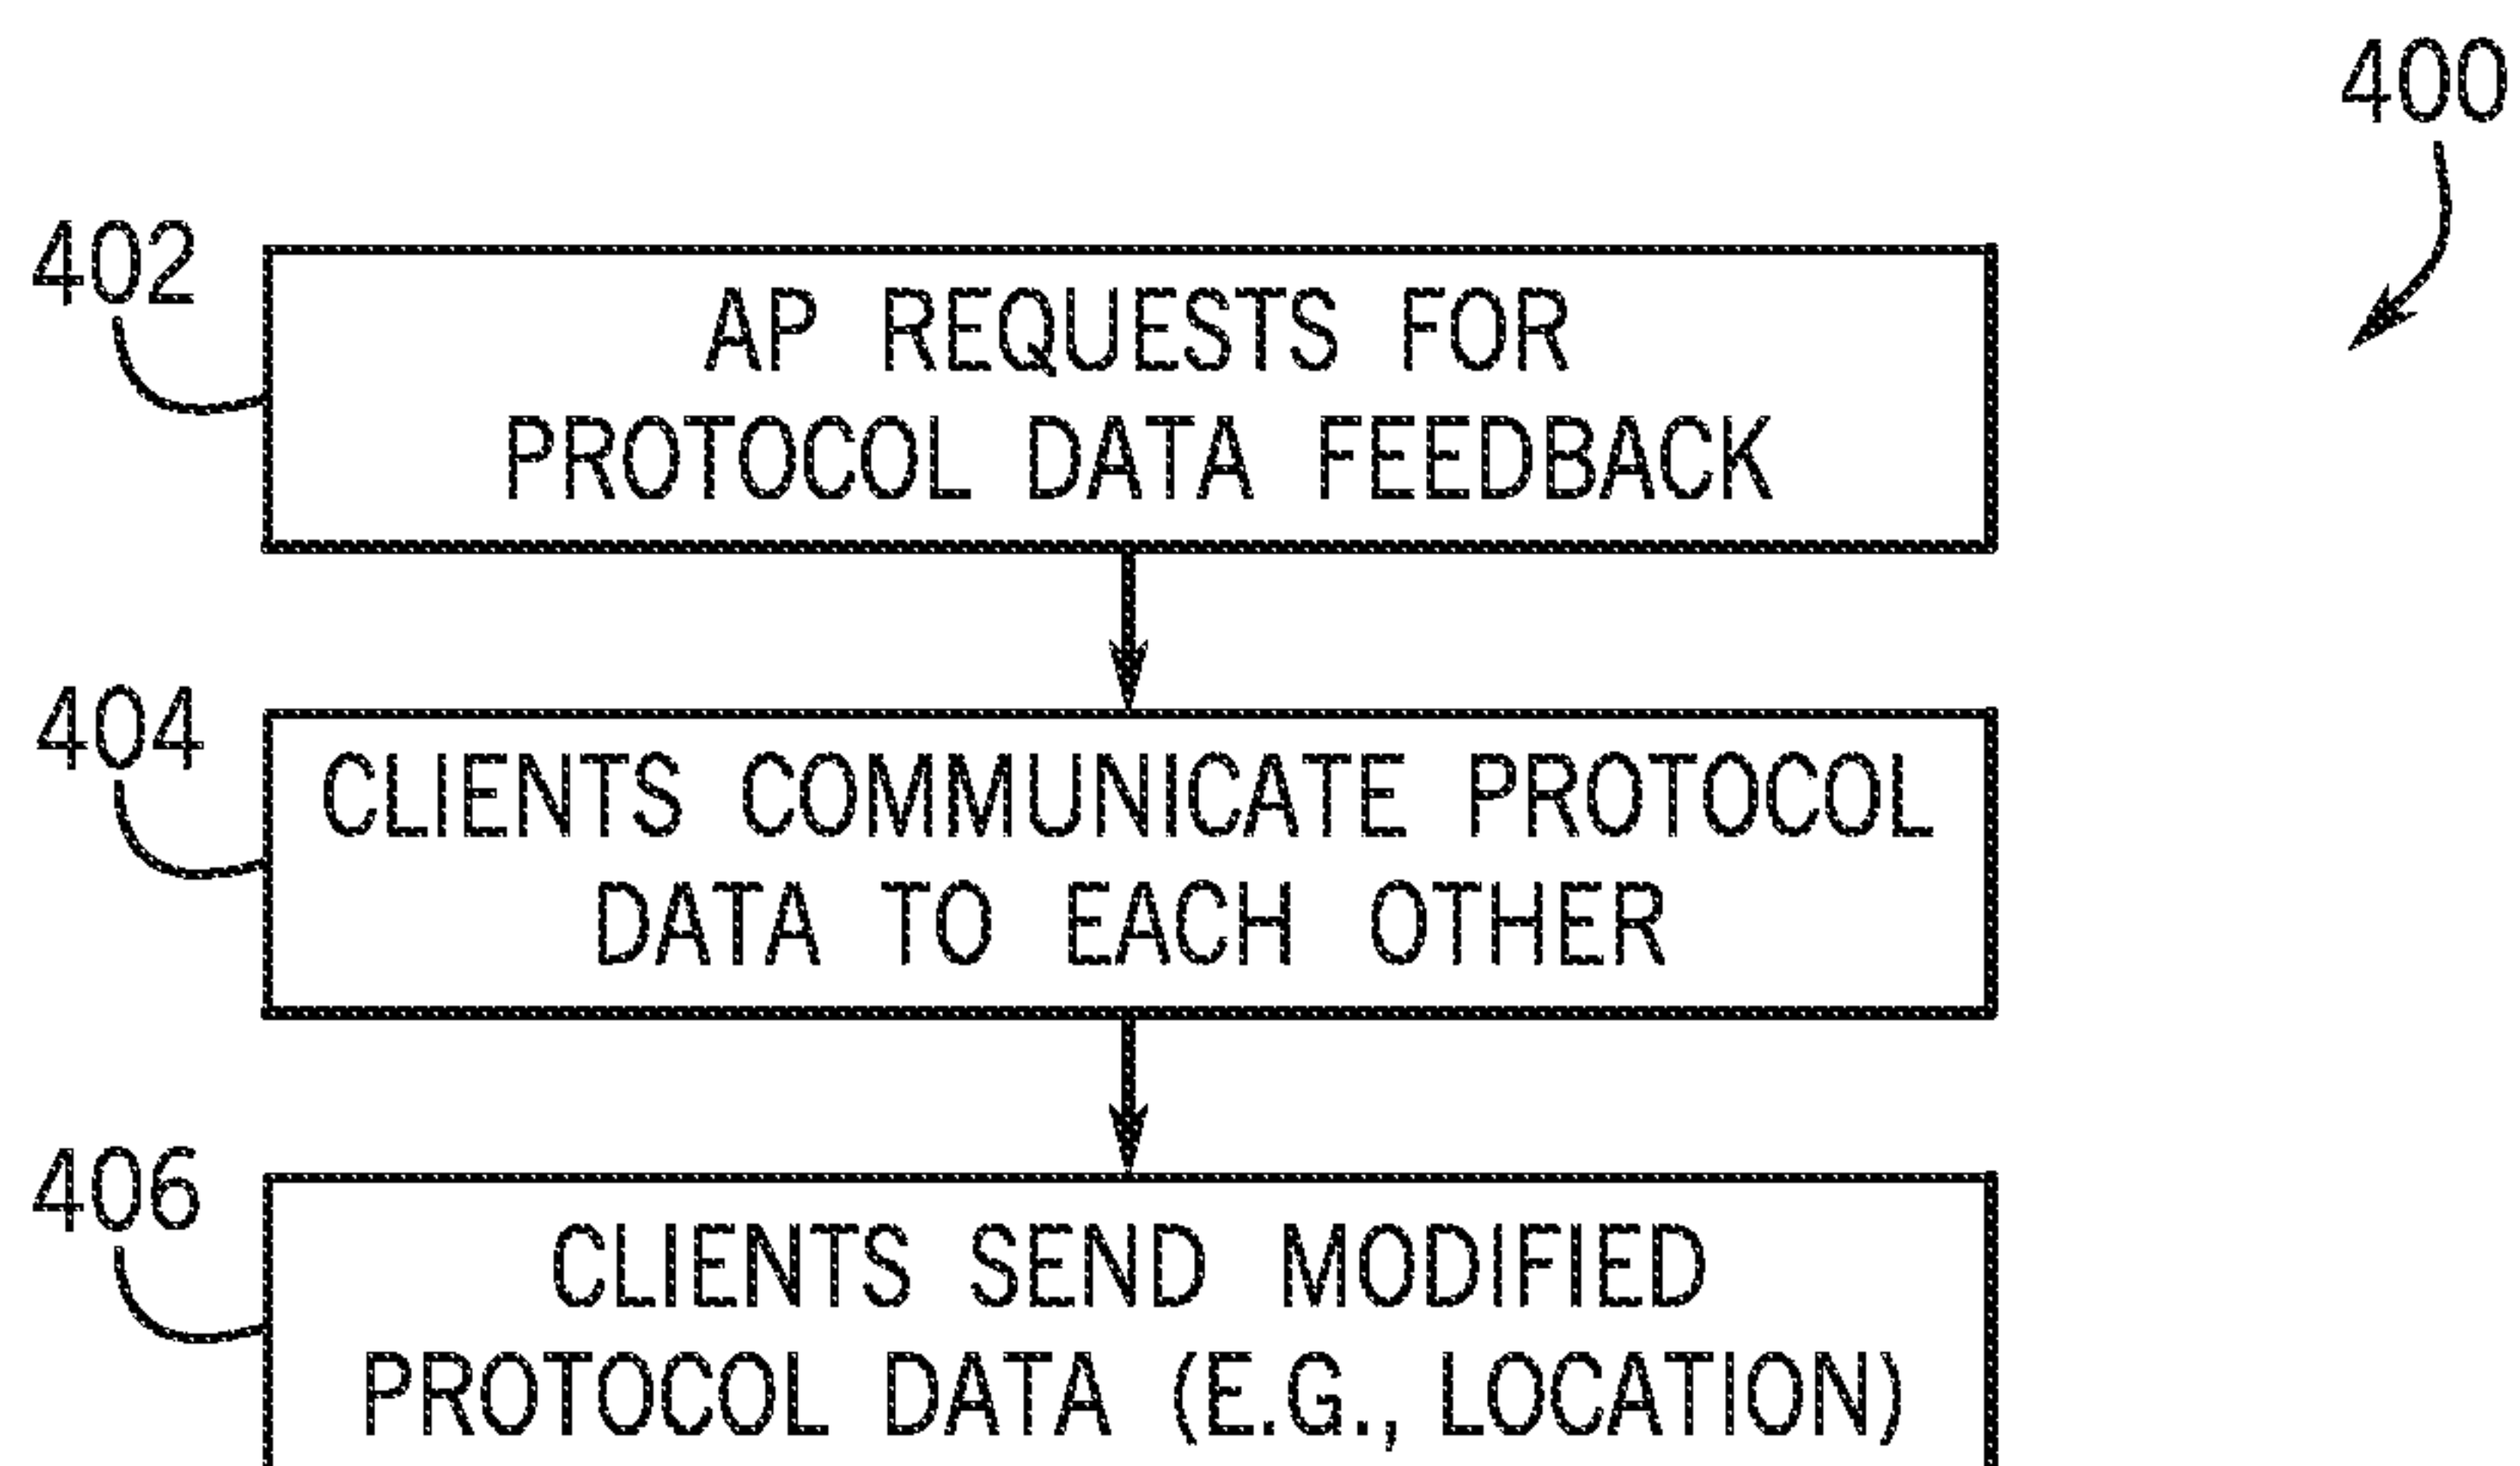 400
402
AP REQUESTS FOR
PROTOCOL DATA FEEDBACK
404
CLIENTS COMMUNICATE PROTOCOL
DATA TO EACH OTHER
406
CLIENTS SEND MODIFIED
PROTOCOL DATA (E.G., LOCATION)